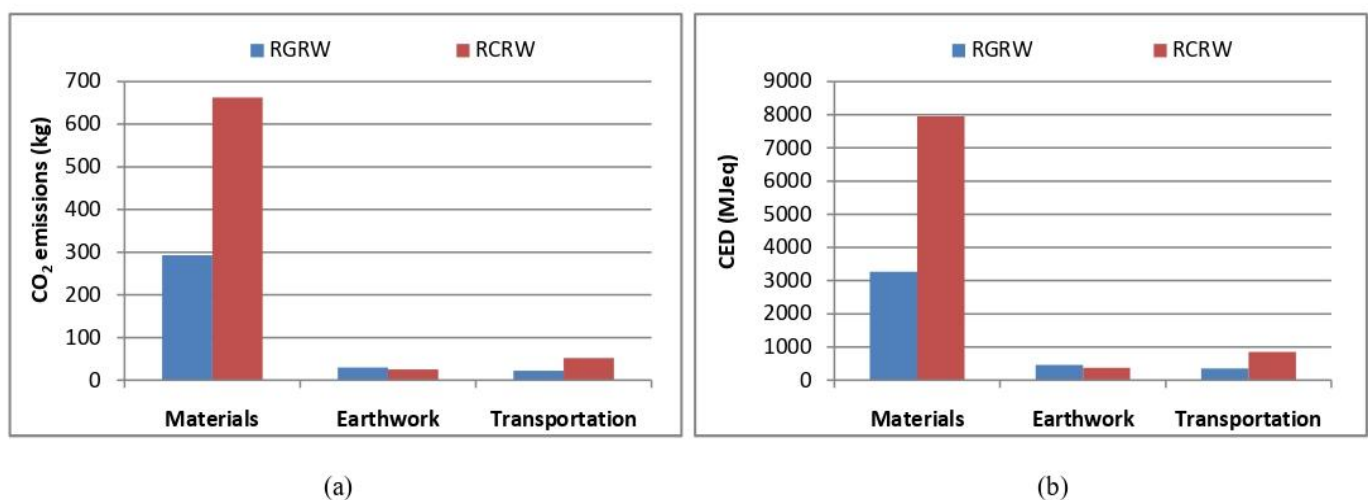 RGRW RCRW
700
600
500
400
300
200
100
0
CO₂ emissions (kg)
Materials Earthwork Transportation
(a)
RGRW RCRW
9000
8000
7000
6000
5000
4000
3000
2000
1000
0
CED (MJeq)
Materials Earthwork Transportation
(b)